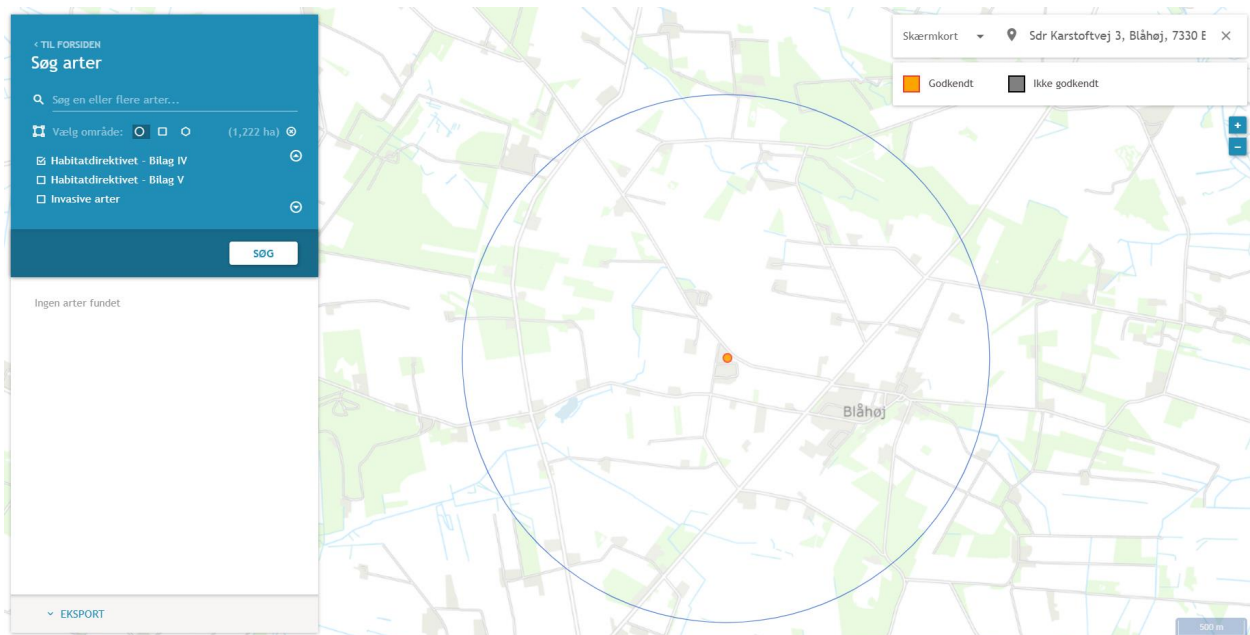 ‹ TIL FORSIDEN
Søg arter
Søg en eller flere arter...
Vælg område: (1,222 ha)
Habitatdirektivet - Bilag IV
Habitatdirektivet - Bilag V
Invasive arter
SØG
Ingen arter fundet
EKSPORT
Skærmkort Sdr Karstoftvej 3, Blåhøj, 7330 E
Godkendt Ikke godkendt
+
−
Blåhøj
500 m